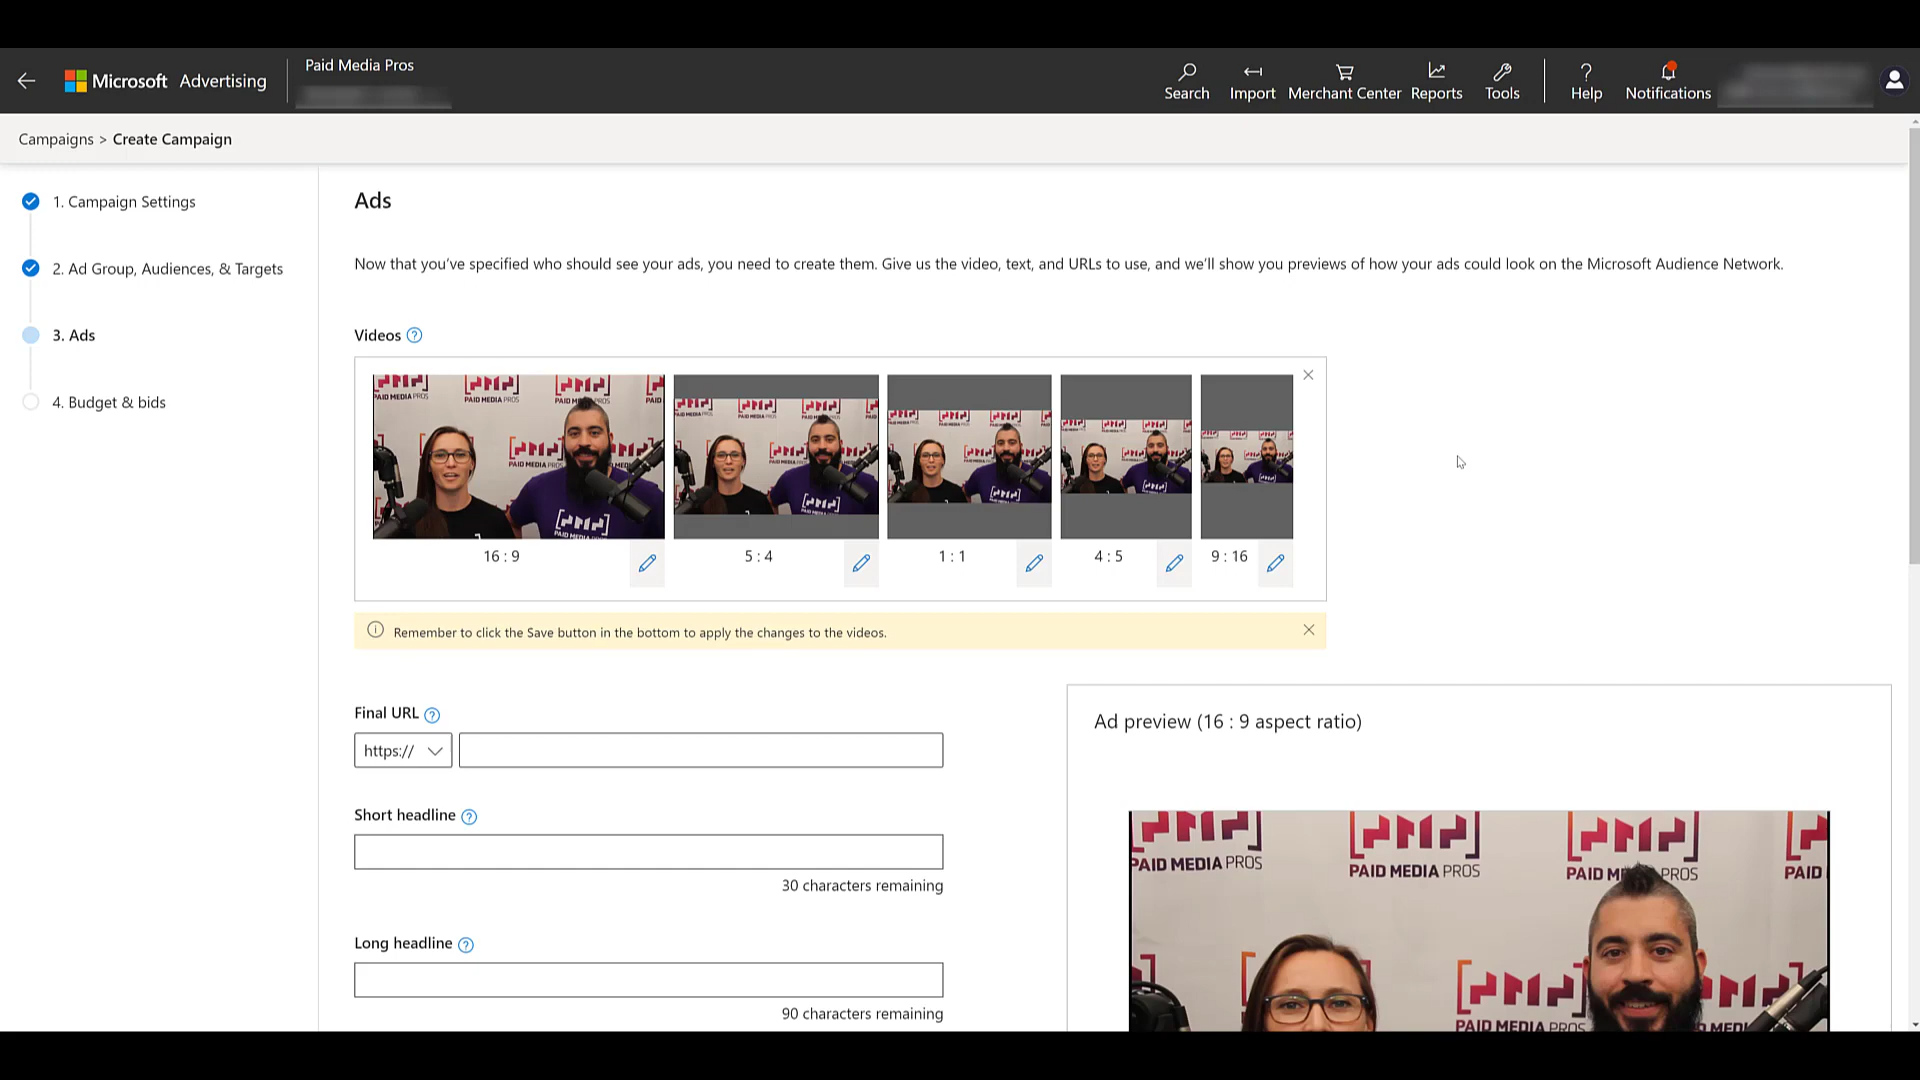 Microsoft Advertising
Paid Media Pros
Search
Import
Merchant Center
Reports
Tools
Help
Notifications
Campaigns > Create Campaign
1. Campaign Settings
2. Ad Group, Audiences, & Targets
3. Ads
4. Budget & bids
Ads
Now that you've specified who should see your ads, you need to create them. Give us the video, text, and URLs to use, and we'll show you previews of how your ads could look on the Microsoft Audience Network.
Videos
16 : 9
5 : 4
1 : 1
4 : 5
9 : 16
Remember to click the Save button in the bottom to apply the changes to the videos.
Final URL
https://
Short headline
30 characters remaining
Long headline
90 characters remaining
Ad preview (16 : 9 aspect ratio)
PAID MEDIA PROS
PAID MEDIA PROS
PAID ME PROS
PAID
PAID MEDIA PROS